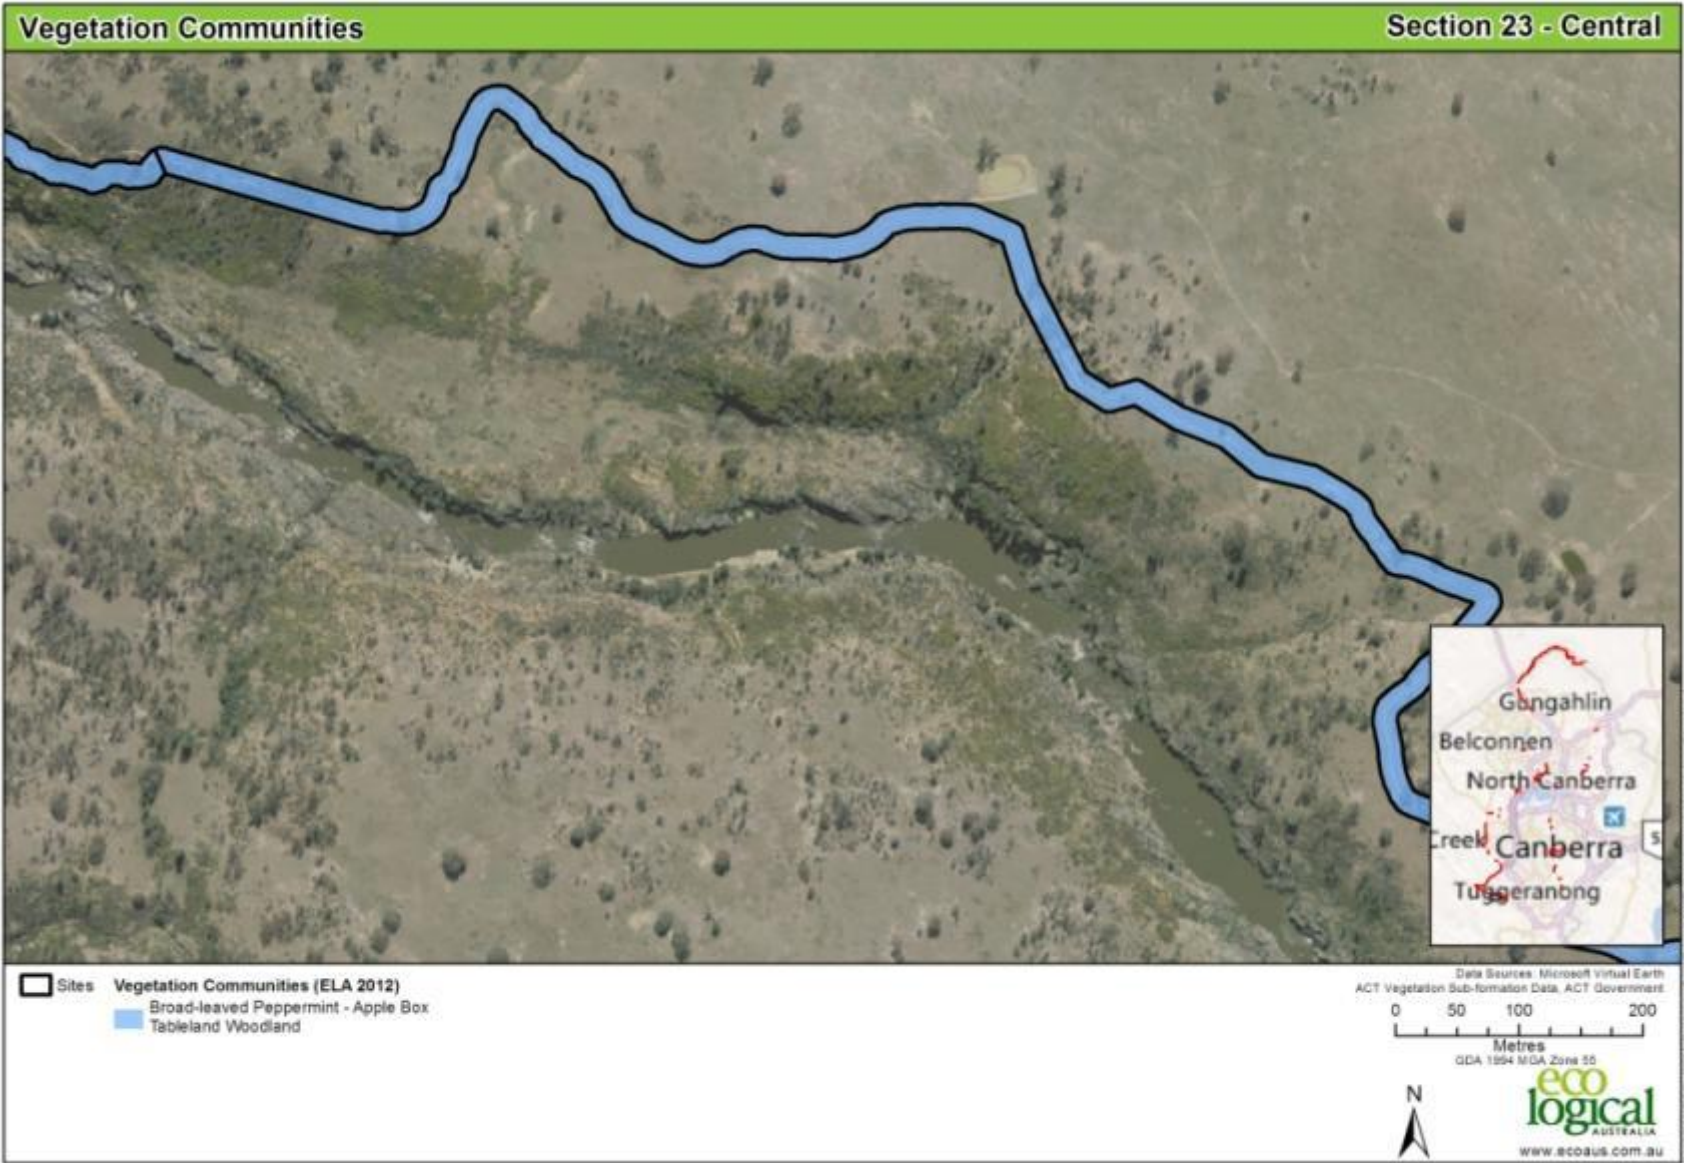 Vegetation Communities
Section 23 - Central
Gungahlin
Belconnen
North Canberra
Creek
Canberra
5
Tuggeranong
Sites
Vegetation Communities (ELA 2012)
Broad-leaved Peppermint - Apple Box
Tableland Woodland
Data Sources: Microsoft Virtual Earth
ACT Vegetation Sub-formation Data, ACT Government
0 50 100 200
Metres
GDA 1994 MGA Zone 55
N
eco
logical
AUSTRALIA
www.ecoaus.com.au